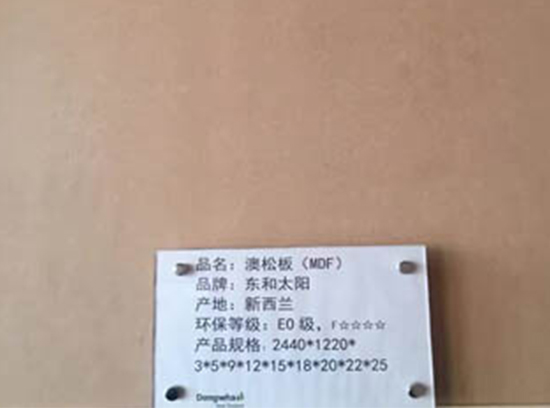 品名：澳松板（MDF）
品牌：东和太阳
产地：新西兰
环保等级：E0 级，F☆☆☆☆
产品规格：2440*1220*
3*5*9*12*15*18*20*22*25
Dongwha